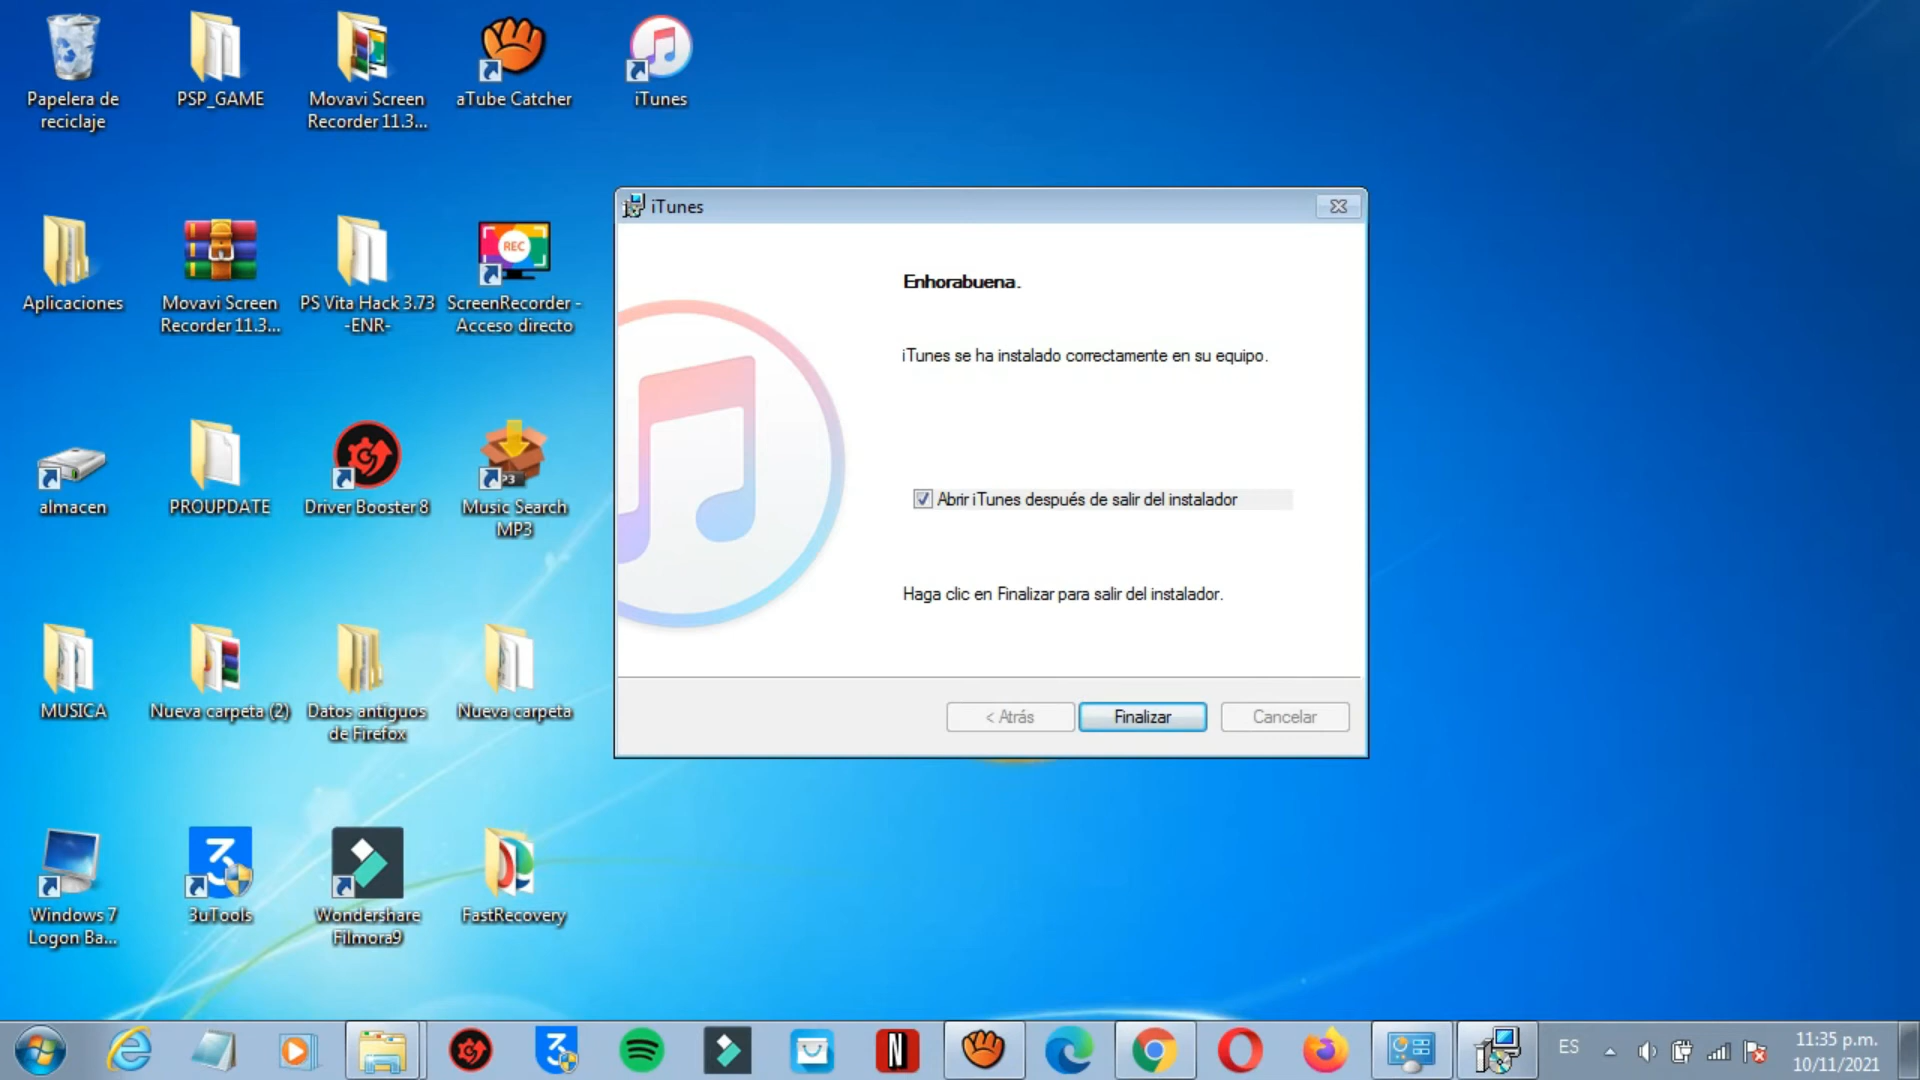 Papelera de
reciclaje
PSP_GAME
Movavi Screen
Recorder 11.3...
aTube Catcher
iTunes
Aplicaciones
Movavi Screen
Recorder 11.3...
PS Vita Hack 3.73
-ENR-
REC
ScreenRecorder -
Acceso directo
almacen
PROUPDATE
Driver Booster 8
Music Search
MP3
MUSICA
Nueva carpeta (2)
Datos antiguos
de Firefox
Nueva carpeta
Windows 7
Logon Ba...
3uTools
Wondershare
Filmora9
FastRecovery
iTunes
Enhorabuena.
iTunes se ha instalado correctamente en su equipo.
Abrir iTunes después de salir del instalador
Haga clic en Finalizar para salir del instalador.
< Atrás
Finalizar
Cancelar
ES
11:35 p.m.
10/11/2021